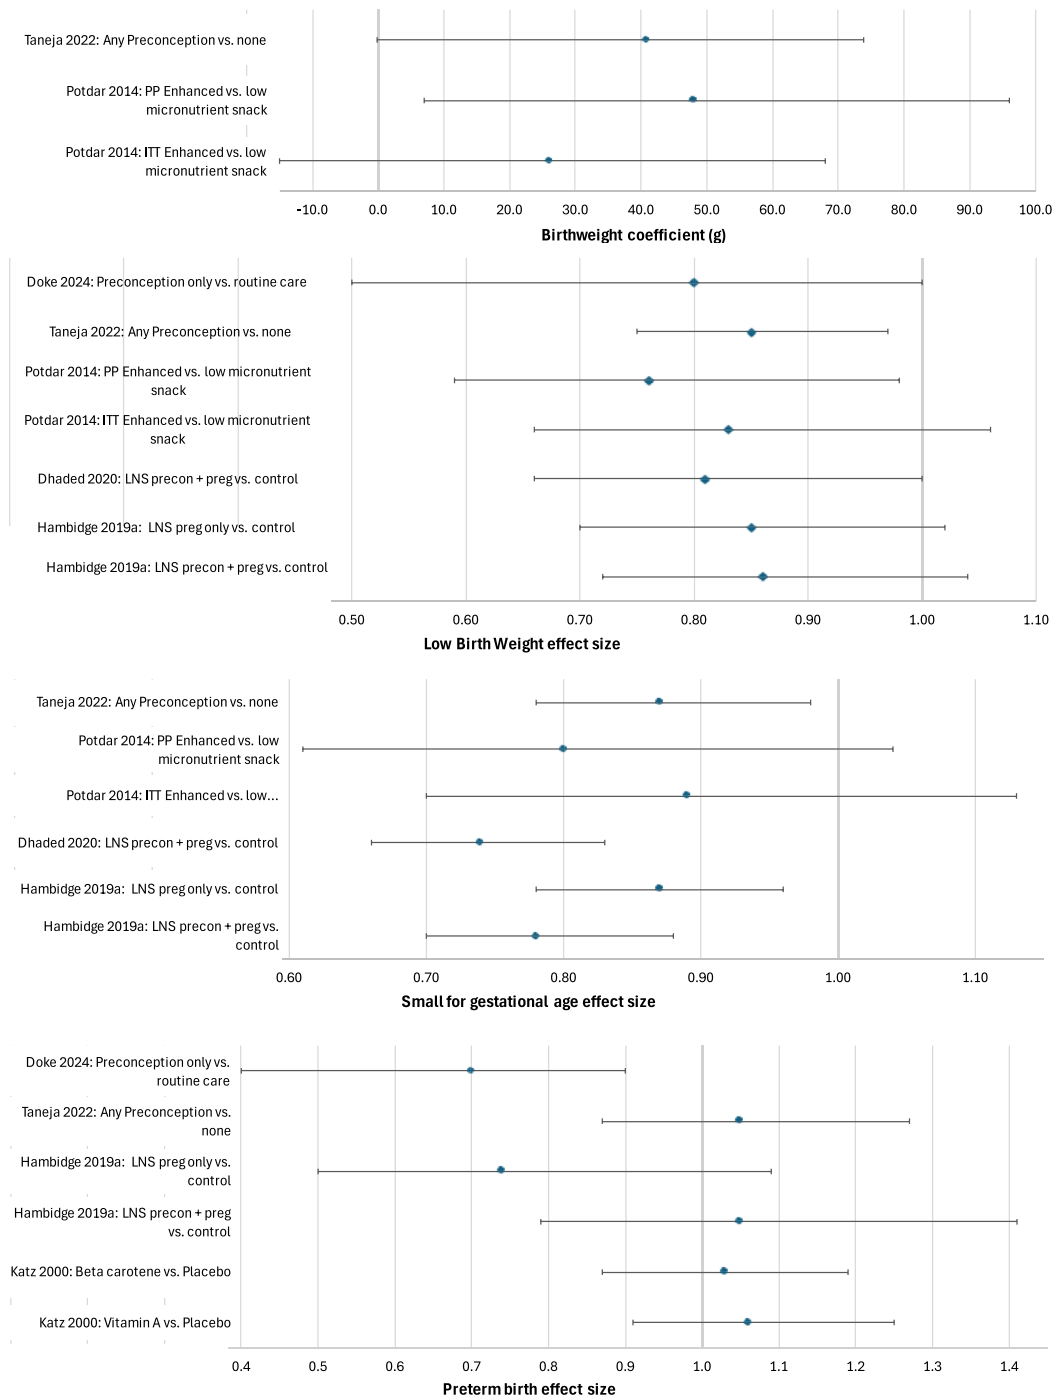 Taneja 2022: Any Preconception vs. none
Potdar 2014: PP Enhanced vs. low
micronutrient snack
Potdar 2014: ITT Enhanced vs. low
micronutrient snack
-10.0 0.0 10.0 20.0 30.0 40.0 50.0 60.0 70.0 80.0 90.0 100.0
Birthweight coefficient (g)
Doke 2024: Preconception only vs. routine care
Taneja 2022: Any Preconception vs. none
Potdar 2014: PP Enhanced vs. low micronutrient
snack
Potdar 2014: ITT Enhanced vs. low micronutrient
snack
Dhaded 2020: LNS precon + preg vs. control
Hambidge 2019a: LNS preg only vs. control
Hambidge 2019a: LNS precon + preg vs. control
0.50 0.60 0.70 0.80 0.90 1.00 1.10
Low Birth Weight effect size
Taneja 2022: Any Preconception vs. none
Potdar 2014: PP Enhanced vs. low
micronutrient snack
Potdar 2014: ITT Enhanced vs. low...
Dhaded 2020: LNS precon + preg vs. control
Hambidge 2019a: LNS preg only vs. control
Hambidge 2019a: LNS precon + preg vs.
control
0.60 0.70 0.80 0.90 1.00 1.10
Small for gestational age effect size
Doke 2024: Preconception only vs.
routine care
Taneja 2022: Any Preconception vs.
none
Hambidge 2019a: LNS preg only vs.
control
Hambidge 2019a: LNS precon + preg
vs. control
Katz 2000: Beta carotene vs. Placebo
Katz 2000: Vitamin A vs. Placebo
0.4 0.5 0.6 0.7 0.8 0.9 1.0 1.1 1.2 1.3 1.4
Preterm birth effect size